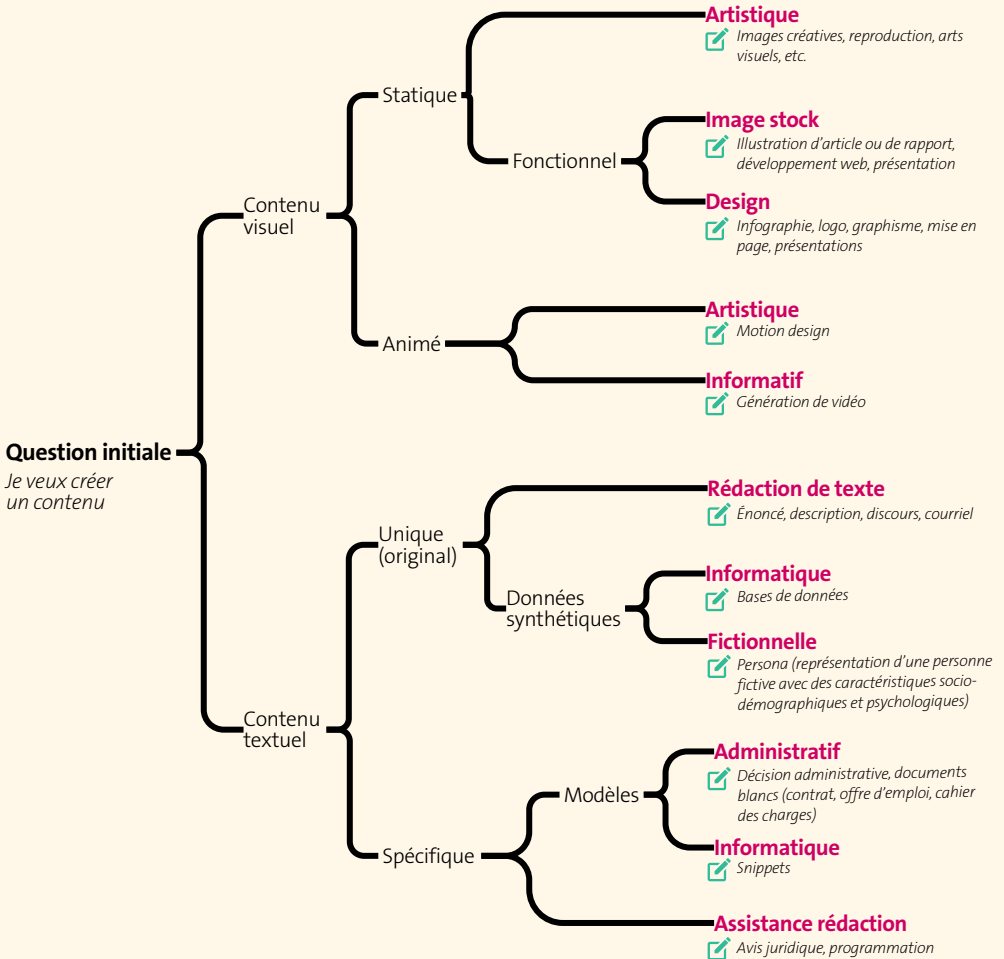 Question initiale
Je veux créer
un contenu
Contenu
visuel
Statique
Artistique
Images créatives, reproduction, arts
visuels, etc.
Fonctionnel
Image stock
Illustration d'article ou de rapport,
développement web, présentation
Design
Infographie, logo, graphisme, mise en
page, présentations
Animé
Artistique
Motion design
Informatif
Génération de vidéo
Contenu
textuel
Unique
(original)
Rédaction de texte
Énoncé, description, discours, courriel
Données
synthétiques
Informatique
Bases de données
Fictionnelle
Persona (représentation d'une personne
fictive avec des caractéristiques socio-
démographiques et psychologiques)
Spécifique
Modèles
Administratif
Décision administrative, documents
blancs (contrat, offre d'emploi, cahier
des charges)
Informatique
Snippets
Assistance rédaction
Avis juridique, programmation